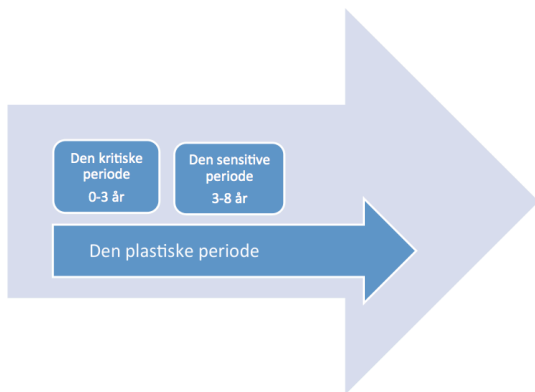 Den kritiske
periode
0-3 år
Den sensitive
periode
3-8 år
Den plastiske periode